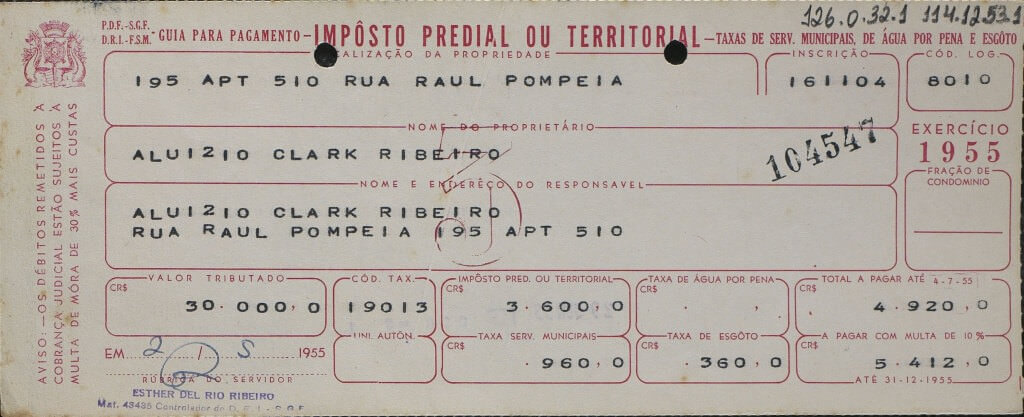 126.0.32.1 114.12.53.1
P.D.F.-S.G.F.
D.R.I.-F.S.M.
GUIA PARA PAGAMENTO—IMPÔSTO PREDIAL OU TERRITORIAL—TAXAS DE SERV. MUNICIPAIS, DE ÁGUA POR PENA E ESGÔTO
EALIZAÇÃO DA PROPRIEDADE
INSCRIÇÃO
CÓD. LOG.
195 APT 510 RUA RAUL POMPEIA
161104
8010
NOME DO PROPRIETÁRIO
ALUIZIO CLARK RIBEIRO
104547
EXERCÍCIO
1955
NOME E ENDERÊÇO DO RESPONSAVEL
FRAÇÃO DE
CONDOMINIO
ALUIZIO CLARK RIBEIRO
RUA RAUL POMPEIA 195 APT 510
VALOR TRIBUTADO
CR$
30.000,0
CÓD. TAX.
19013
IMPÔSTO PRED. OU TERRITORIAL
CR$
3.600,0
TAXA DE ÁGUA POR PENA
CR$
. ,
TOTAL A PAGAR ATÉ 4-7-55
CR$
4.920,0
EM 2 / 5 1955
RUBRICA DO SERVIDOR
ESTHER DEL RIO RIBEIRO
Mat. 43435 Controlador do D. R. I. - S.G.F.
UNI. AUTÔN.
TAXA SERV. MUNICIPAIS
CR$
.960,0
TAXA DE ESGÔTO
CR$
.360,0
A PAGAR COM MULTA DE 10%
CR$
5.412,0
ATÉ 31-12-1955
AVISO:—OS DÉBITOS REMETIDOS À
COBRANÇA JUDICIAL ESTÃO SUJEITOS À
MULTA DE MÓRA DE 30% MAIS CUSTAS